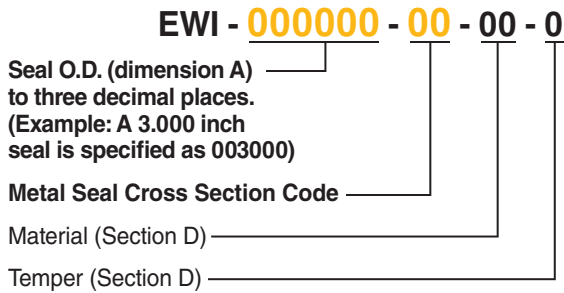 EWI - 000000 - 00 - 00 - 0
Seal O.D. (dimension A)
to three decimal places.
(Example: A 3.000 inch
seal is specified as 003000)
Metal Seal Cross Section Code
Material (Section D)
Temper (Section D)